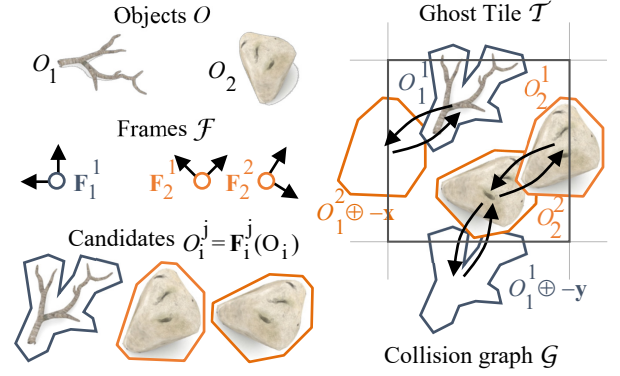 Objects O
O₁
O₂
Frames ℱ
F₁¹
F₂¹
F₂²
Candidates Oᵢʲ = Fᵢʲ(Oᵢ)
Ghost Tile 𝒯
O₁¹
O₂¹
O₁² ⊕ −x
O₂²
O₁¹ ⊕ −y
Collision graph 𝒢